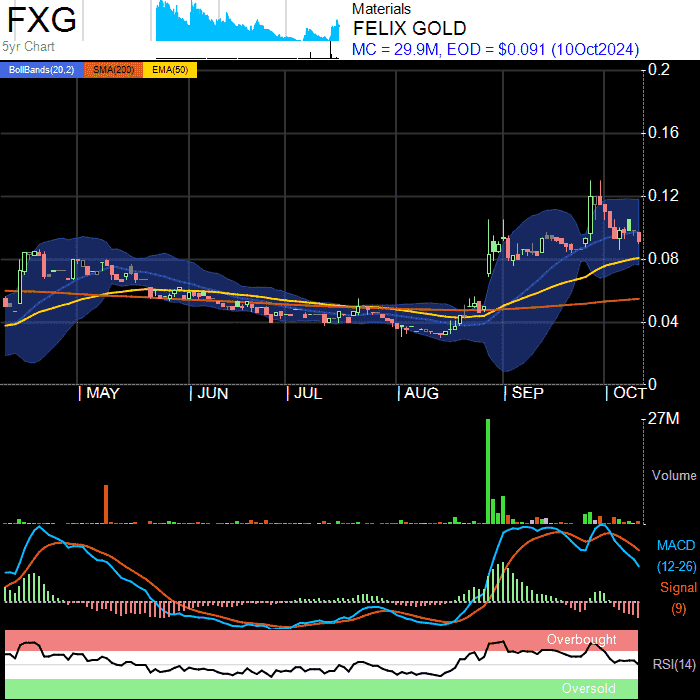 FXG
5yr Chart
Materials
FELIX GOLD
MC = 29.9M, EOD = $0.091 (10Oct2024)
BollBands(20,2) SMA(200) EMA(50)
0.2
0.16
0.12
0.08
0.04
0
MAY JUN JUL AUG SEP OCT
27M
Volume
MACD
(12-26)
Signal
(9)
Overbought
RSI(14)
Oversold